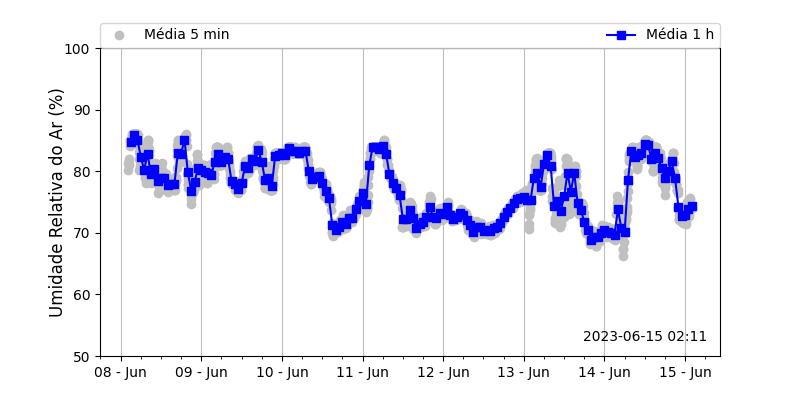 Média 5 min
Média 1 h
Umidade Relativa do Ar (%)
100
90
80
70
60
50
2023-06-15 02:11
08 - Jun
09 - Jun
10 - Jun
11 - Jun
12 - Jun
13 - Jun
14 - Jun
15 - Jun